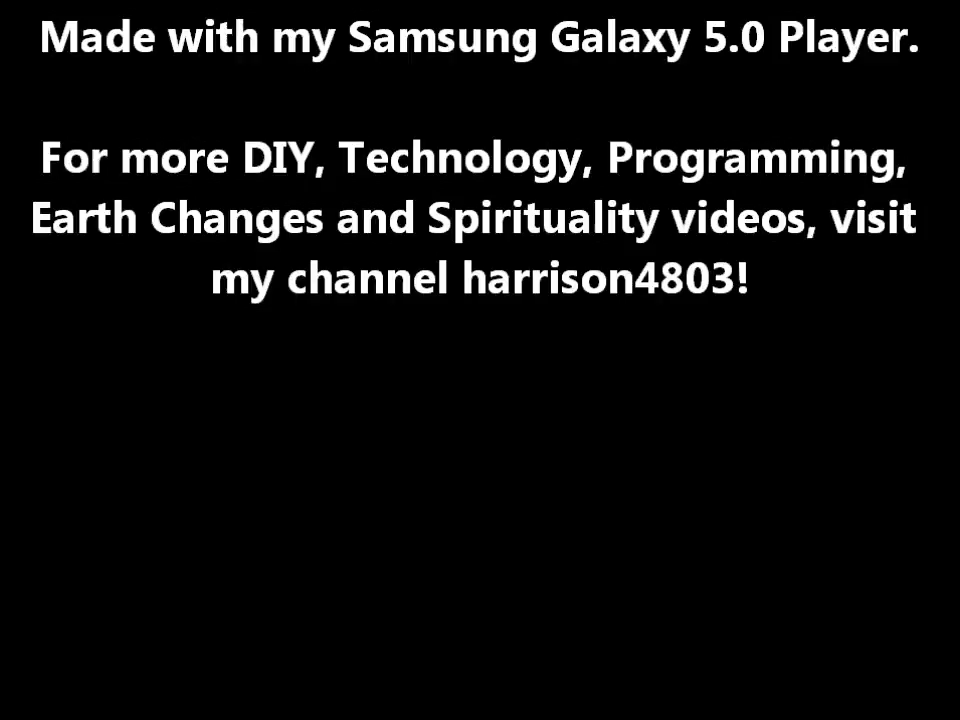 Made with my Samsung Galaxy 5.0 Player.
For more DIY, Technology, Programming,
Earth Changes and Spirituality videos, visit
my channel harrison4803!